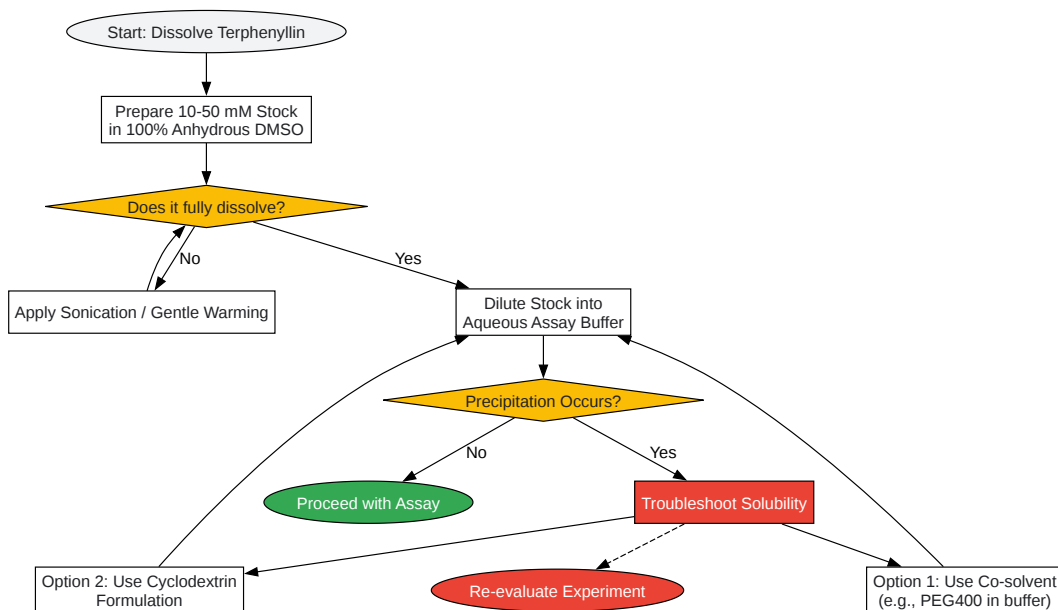 Start: Dissolve Terphenyllin
Prepare 10-50 mM Stock
in 100% Anhydrous DMSO
Does it fully dissolve?
No
Yes
Apply Sonication / Gentle Warming
Dilute Stock into
Aqueous Assay Buffer
Precipitation Occurs?
No
Yes
Proceed with Assay
Troubleshoot Solubility
Option 2: Use Cyclodextrin
Formulation
Re-evaluate Experiment
Option 1: Use Co-solvent
(e.g., PEG400 in buffer)